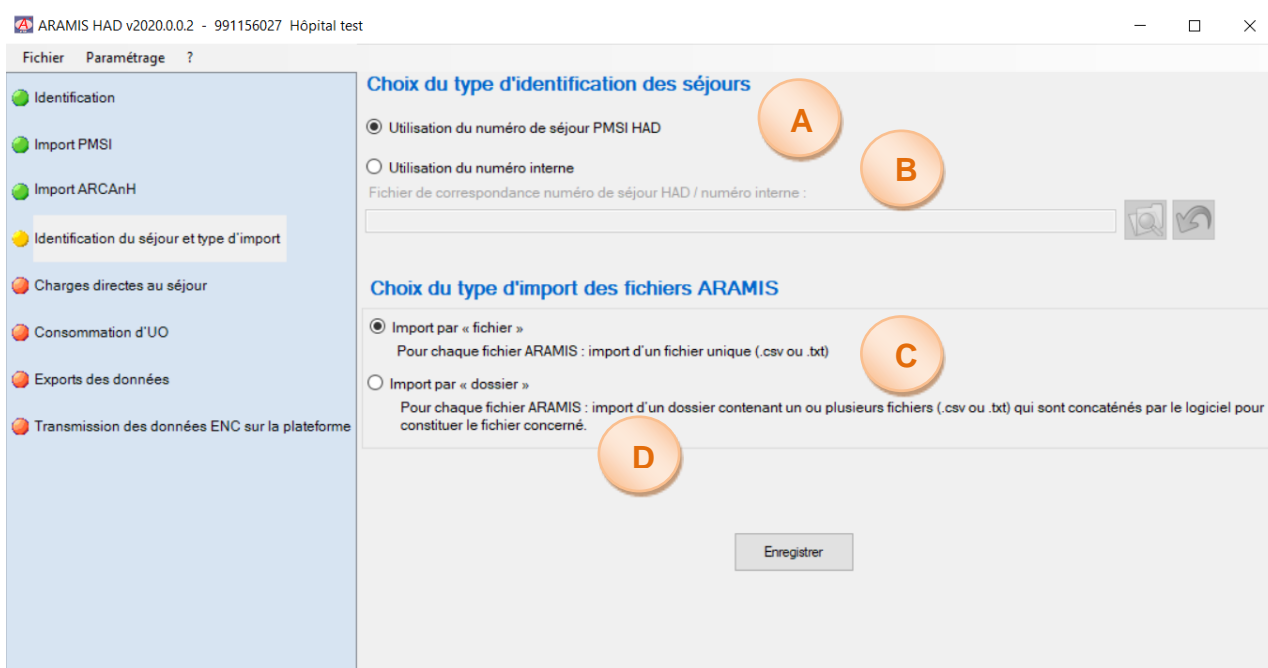 ARAMIS HAD v2020.0.0.2 - 991156027 Hôpital test
Fichier Paramétrage ?
Identification
Import PMSI
Import ARCAnH
Identification du séjour et type d'import
Charges directes au séjour
Consommation d'UO
Exports des données
Transmission des données ENC sur la plateforme
Choix du type d'identification des séjours
A
Utilisation du numéro de séjour PMSI HAD
B
Utilisation du numéro interne
Fichier de correspondance numéro de séjour HAD / numéro interne :
Choix du type d'import des fichiers ARAMIS
Import par « fichier »
Pour chaque fichier ARAMIS : import d'un fichier unique (.csv ou .txt)
C
Import par « dossier »
Pour chaque fichier ARAMIS : import d'un dossier contenant un ou plusieurs fichiers (.csv ou .txt) qui sont concaténés par le logiciel pour
constituer le fichier concerné.
D
Enregistrer